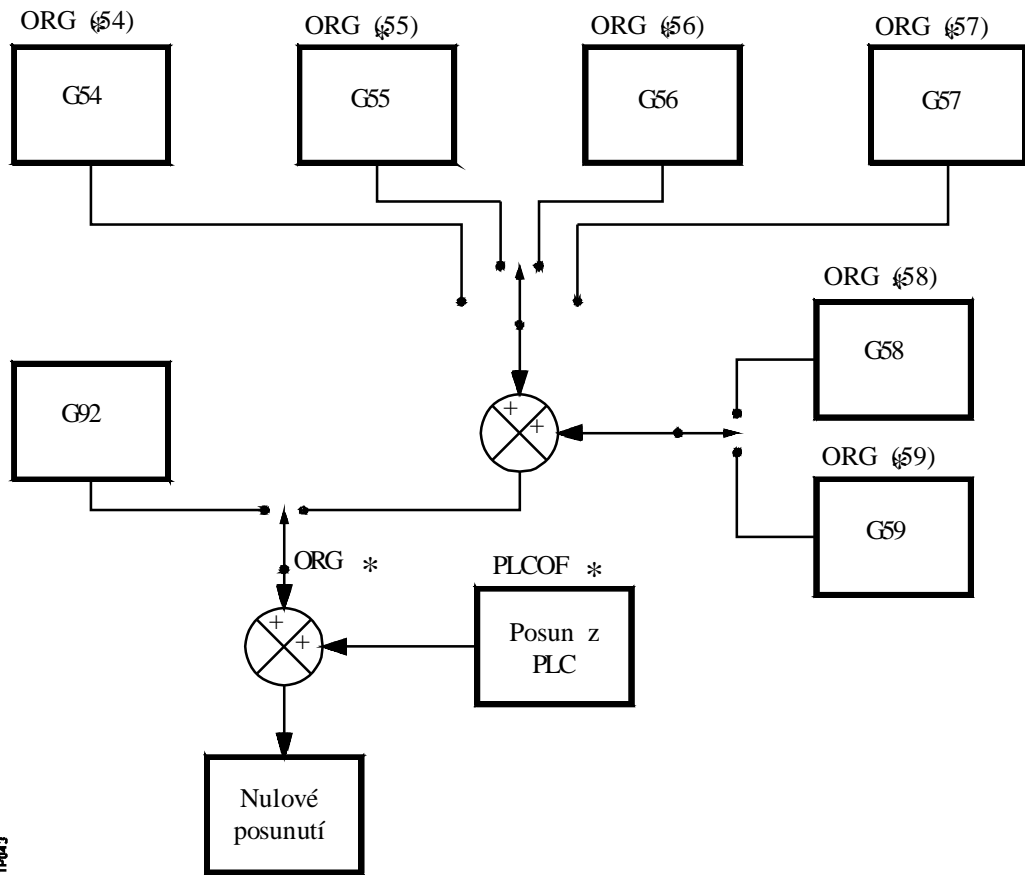 ORG (*54) ORG (*55) ORG (*56) ORG (*57)
G54 G55 G56 G57
ORG (*58)
G58
G92
+
+
ORG (*59)
G59
ORG * PLCOF *
+
+
Posun z
PLC
Nulové
posunutí